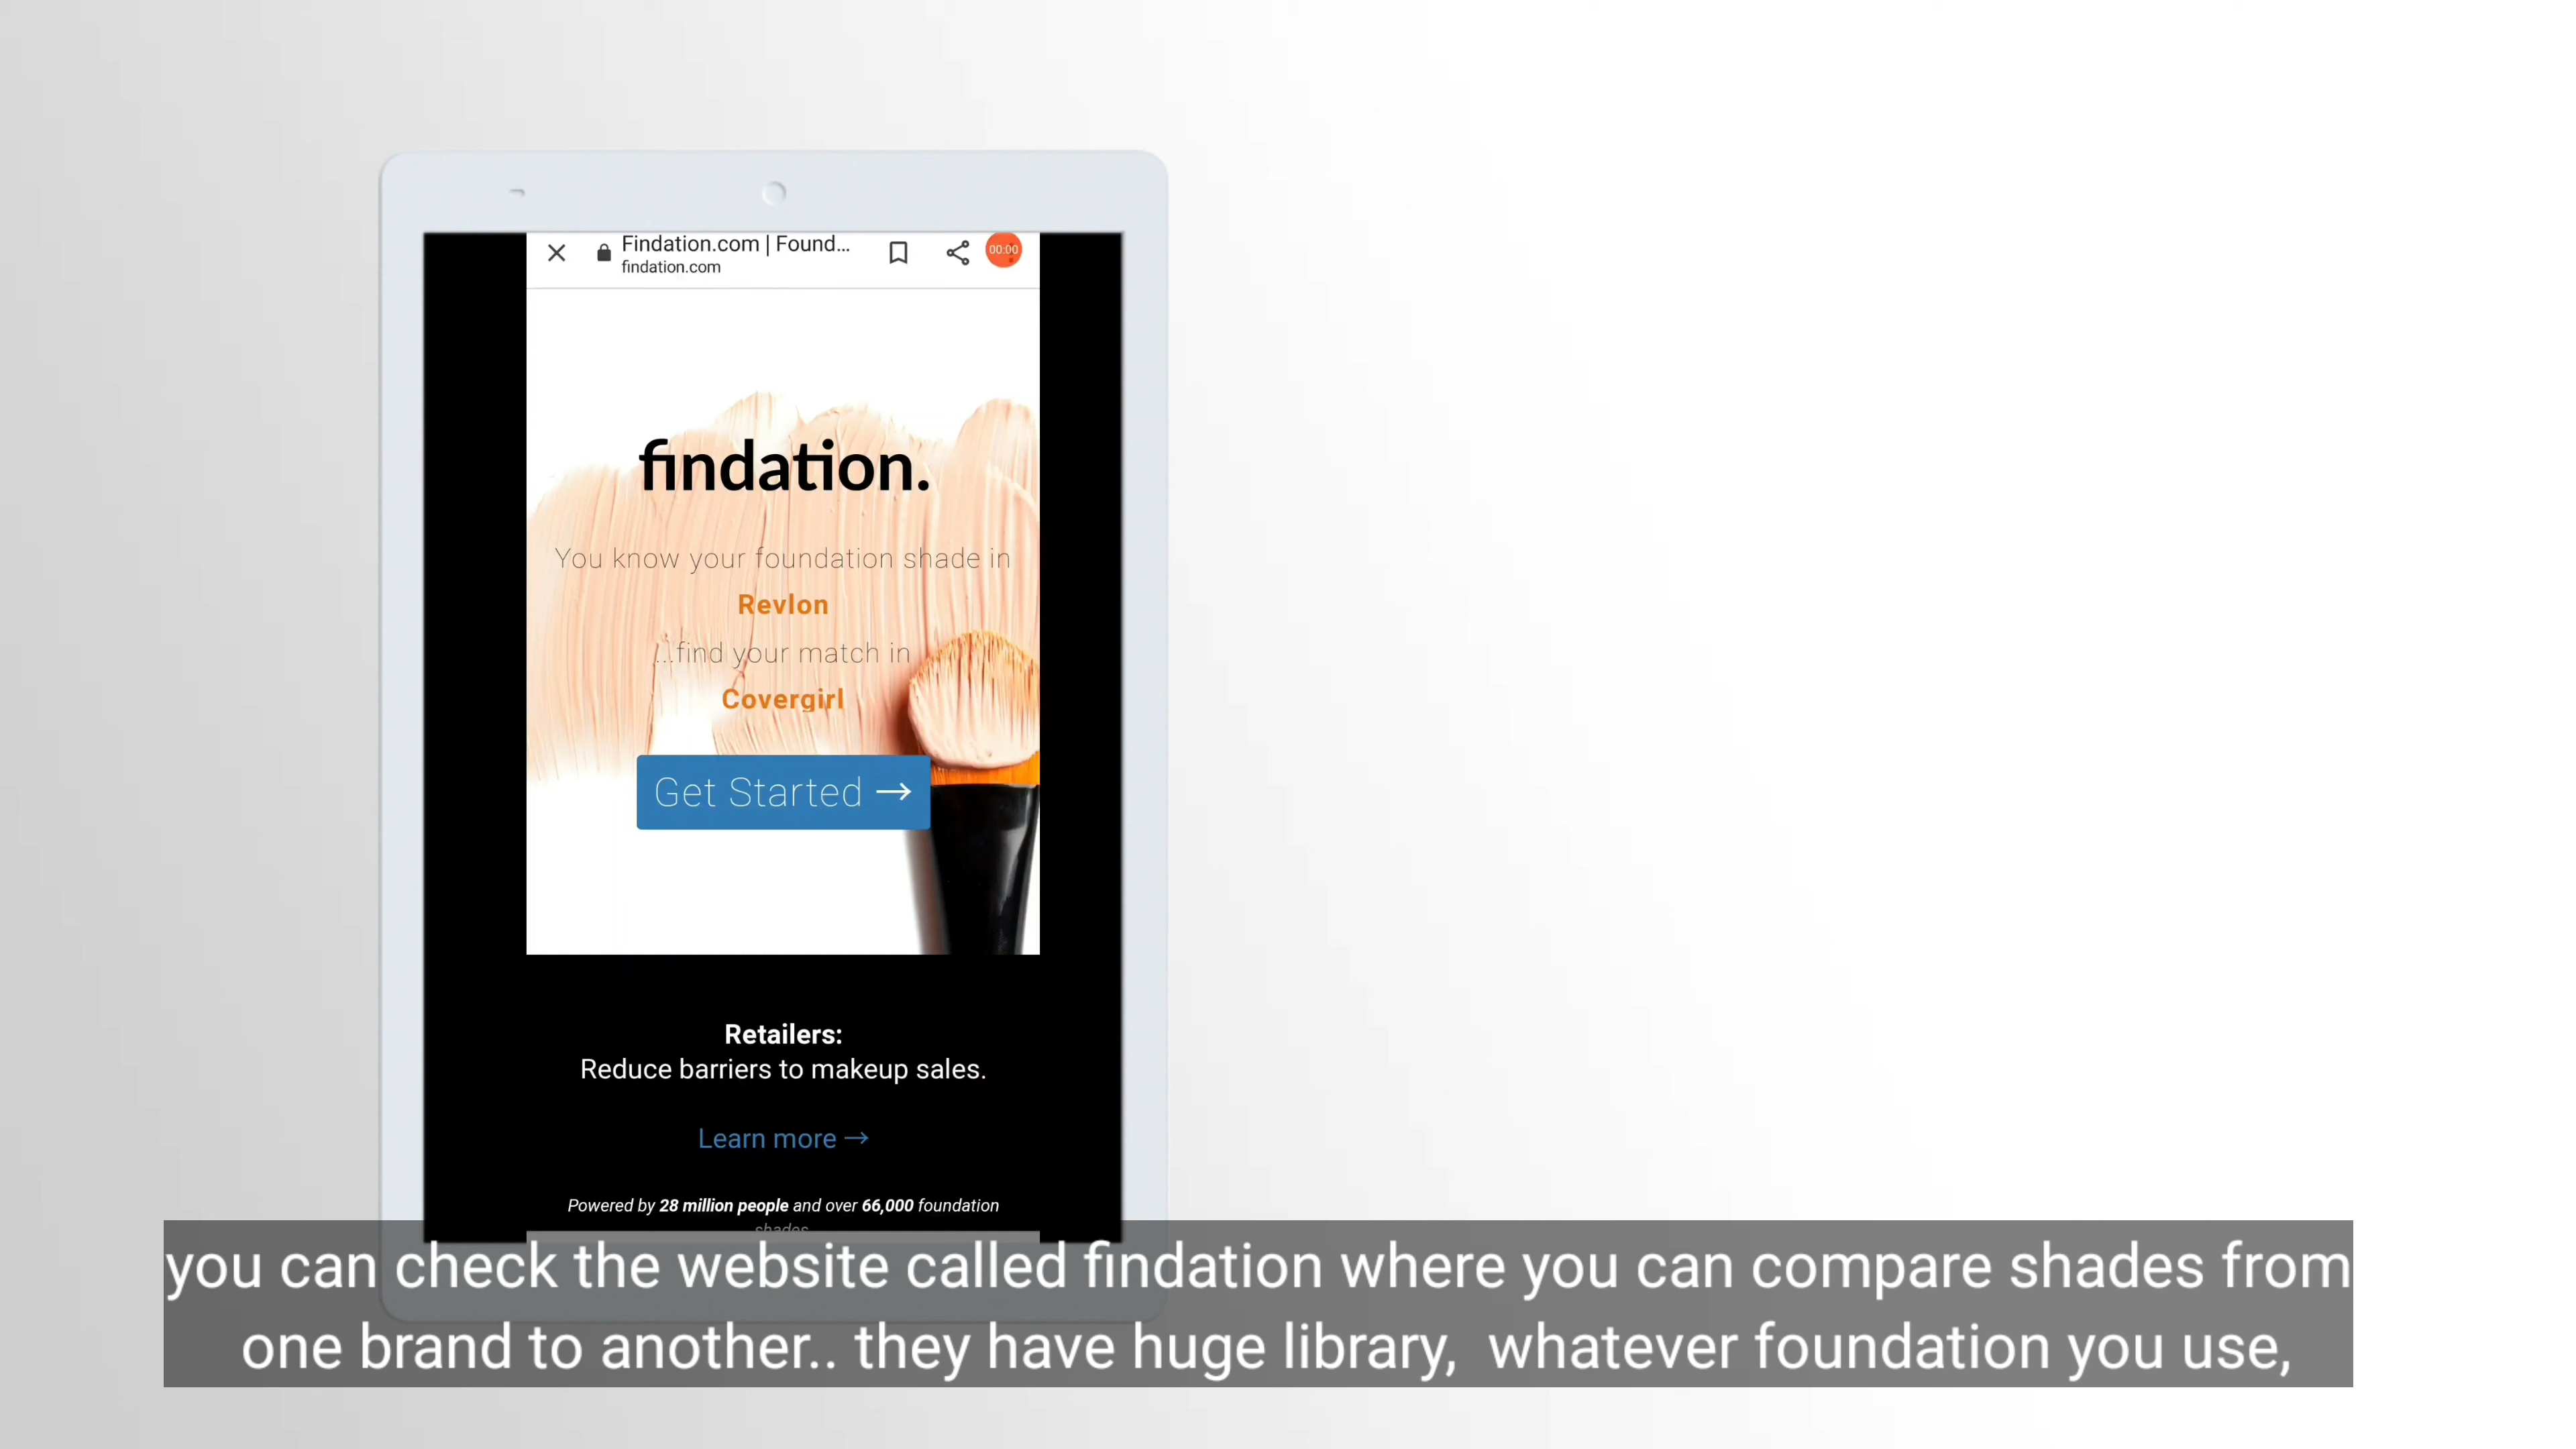 Findation.com | Found...
findation.com
00:00
findation.
You know your foundation shade in
Revlon
...find your match in
Covergirl
Get Started →
Retailers:
Reduce barriers to makeup sales.
Learn more →
Powered by 28 million people and over 66,000 foundation
shades
you can check the website called findation where you can compare shades from
one brand to another.. they have huge library,  whatever foundation you use,